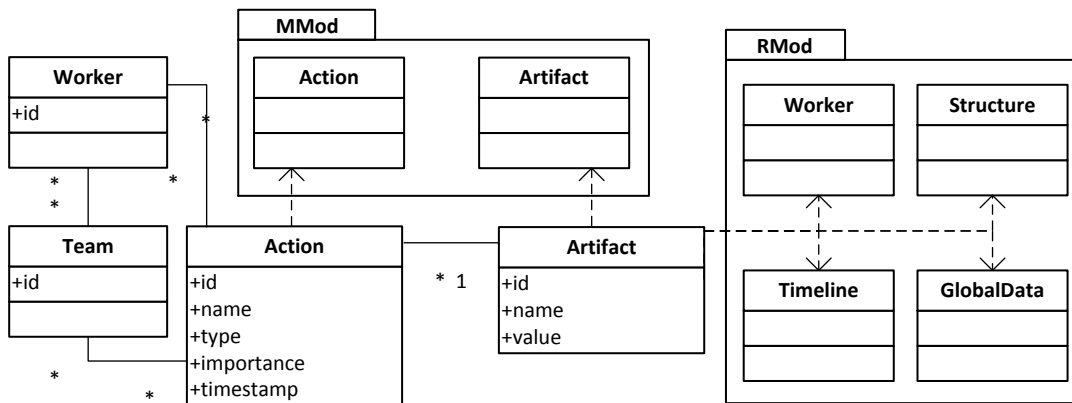 MMod
Action
Artifact
RMod
Worker
Structure
Timeline
GlobalData
Worker
+id
*
*
*
*
Team
+id
*
*
Action
+id
+name
+type
+importance
+timestamp
* 1
Artifact
+id
+name
+value